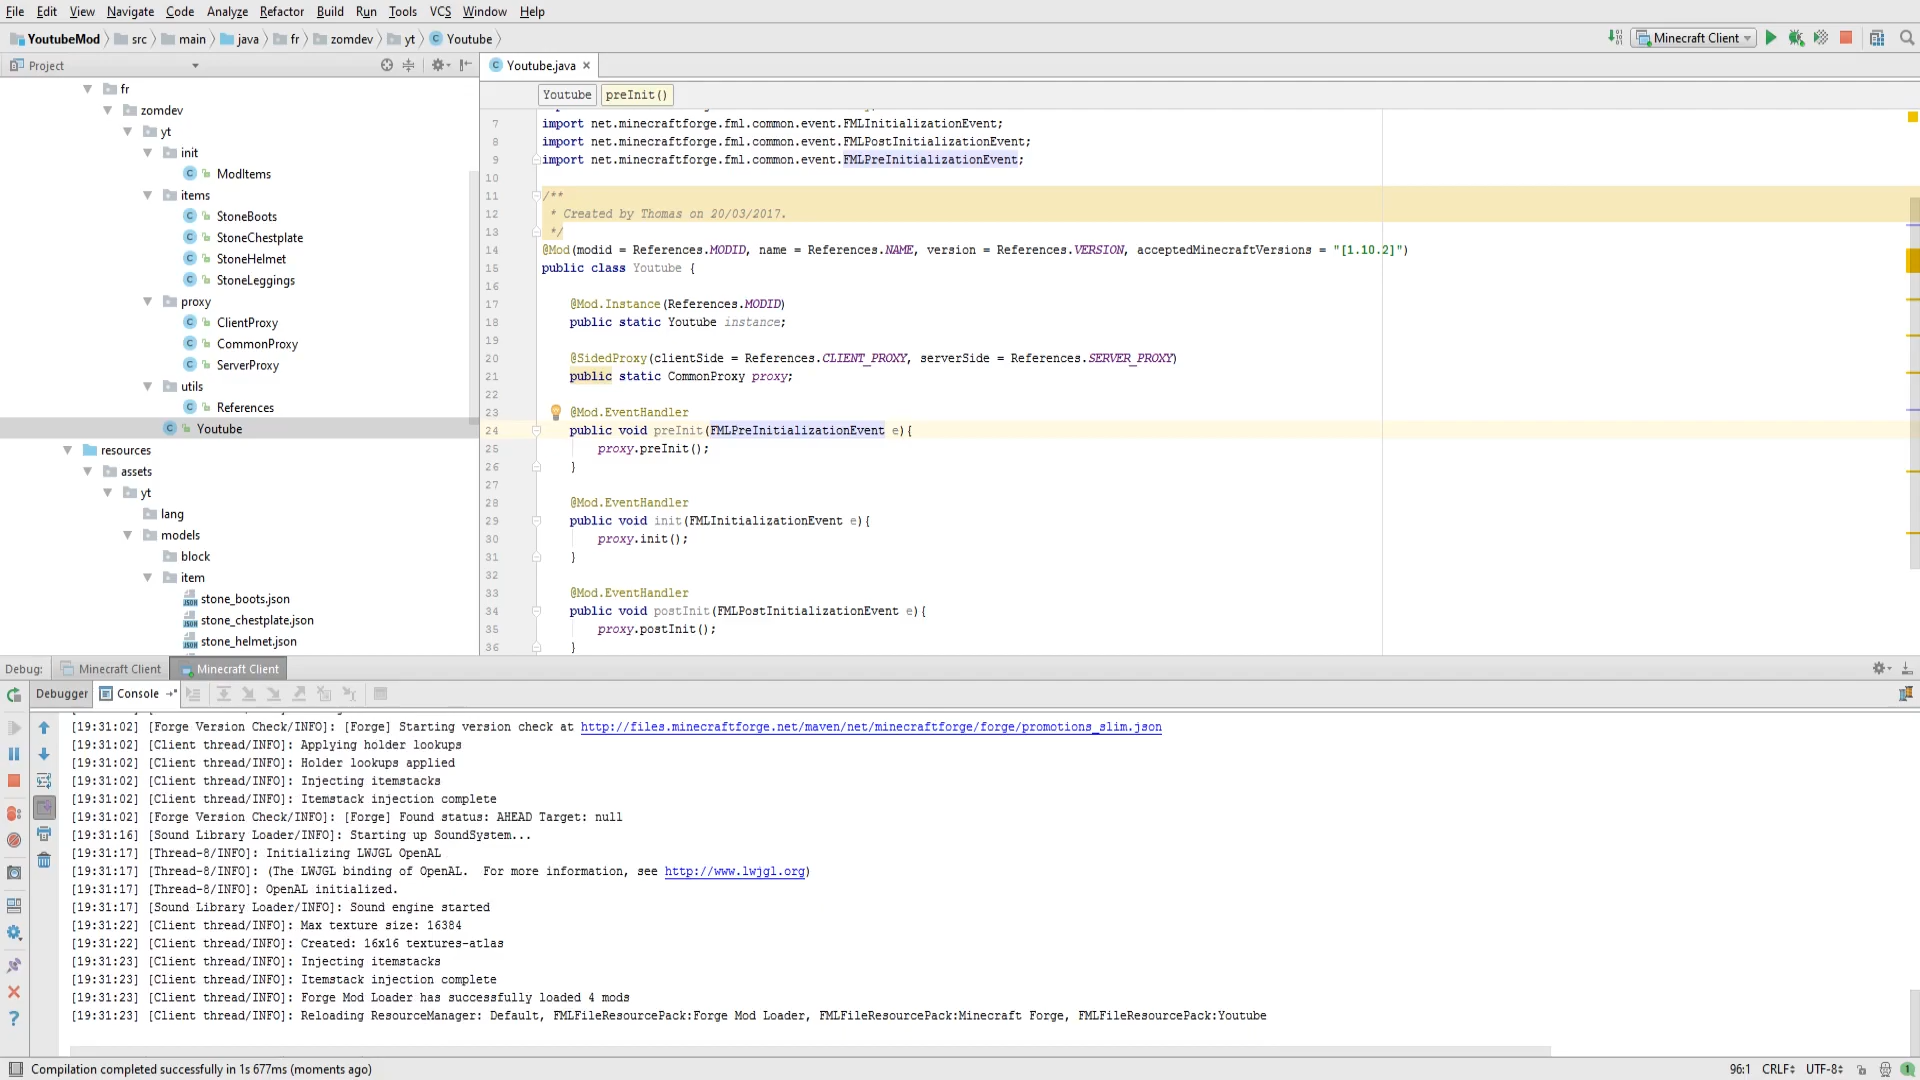 File Edit View Navigate Code Analyze Refactor Build Run Tools VCS Window Help
YoutubeMod src main java fr zomdev yt Youtube Minecraft Client
Project
Youtube.java
fr
zomdev
yt
init
ModItems
items
StoneBoots
StoneChestplate
StoneHelmet
StoneLeggings
proxy
ClientProxy
CommonProxy
ServerProxy
utils
References
Youtube
resources
assets
yt
lang
models
block
item
stone_boots.json
stone_chestplate.json
stone_helmet.json
Youtube preInit()
7 import net.minecraftforge.fml.common.event.FMLInitializationEvent;
8 import net.minecraftforge.fml.common.event.FMLPostInitializationEvent;
9 import net.minecraftforge.fml.common.event.FMLPreInitializationEvent;
10
11 /**
12 * Created by Thomas on 20/03/2017.
13 */
14 @Mod(modid = References.MODID, name = References.NAME, version = References.VERSION, acceptedMinecraftVersions = "[1.10.2]")
15 public class Youtube {
16
17 @Mod.Instance(References.MODID)
18 public static Youtube instance;
19
20 @SidedProxy(clientSide = References.CLIENT_PROXY, serverSide = References.SERVER_PROXY)
21 public static CommonProxy proxy;
22
23 @Mod.EventHandler
24 public void preInit(FMLPreInitializationEvent e){
25 proxy.preInit();
26 }
27
28 @Mod.EventHandler
29 public void init(FMLInitializationEvent e){
30 proxy.init();
31 }
32
33 @Mod.EventHandler
34 public void postInit(FMLPostInitializationEvent e){
35 proxy.postInit();
36 }
Debug: Minecraft Client Minecraft Client
Debugger Console
[19:31:02] [Forge Version Check/INFO]: [Forge] Starting version check at http://files.minecraftforge.net/maven/net/minecraftforge/forge/promotions_slim.json
[19:31:02] [Client thread/INFO]: Applying holder lookups
[19:31:02] [Client thread/INFO]: Holder lookups applied
[19:31:02] [Client thread/INFO]: Injecting itemstacks
[19:31:02] [Client thread/INFO]: Itemstack injection complete
[19:31:02] [Forge Version Check/INFO]: [Forge] Found status: AHEAD Target: null
[19:31:16] [Sound Library Loader/INFO]: Starting up SoundSystem...
[19:31:17] [Thread-8/INFO]: Initializing LWJGL OpenAL
[19:31:17] [Thread-8/INFO]: (The LWJGL binding of OpenAL.  For more information, see http://www.lwjgl.org)
[19:31:17] [Thread-8/INFO]: OpenAL initialized.
[19:31:17] [Sound Library Loader/INFO]: Sound engine started
[19:31:22] [Client thread/INFO]: Max texture size: 16384
[19:31:22] [Client thread/INFO]: Created: 16x16 textures-atlas
[19:31:23] [Client thread/INFO]: Injecting itemstacks
[19:31:23] [Client thread/INFO]: Itemstack injection complete
[19:31:23] [Client thread/INFO]: Forge Mod Loader has successfully loaded 4 mods
[19:31:23] [Client thread/INFO]: Reloading ResourceManager: Default, FMLFileResourcePack:Forge Mod Loader, FMLFileResourcePack:Minecraft Forge, FMLFileResourcePack:Youtube
Compilation completed successfully in 1s 677ms (moments ago) 96:1 CRLF UTF-8 1